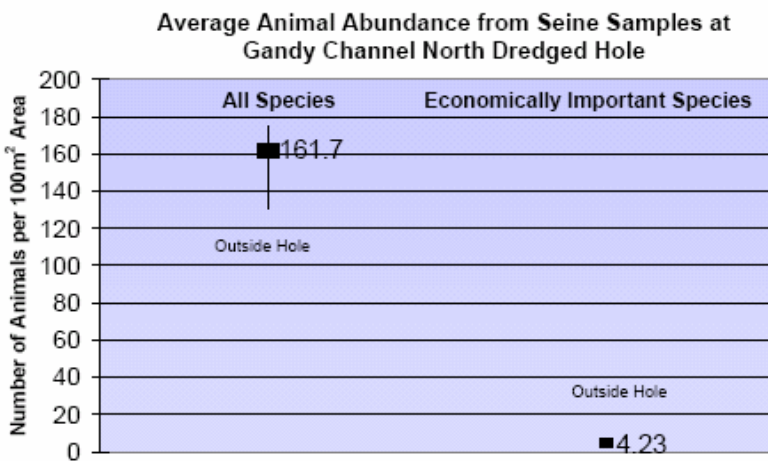 Average Animal Abundance from Seine Samples at
Gandy Channel North Dredged Hole
Number of Animals per 100m² Area
200
180
160
140
120
100
80
60
40
20
0
All Species
Economically Important Species
161.7
Outside Hole
Outside Hole
4.23